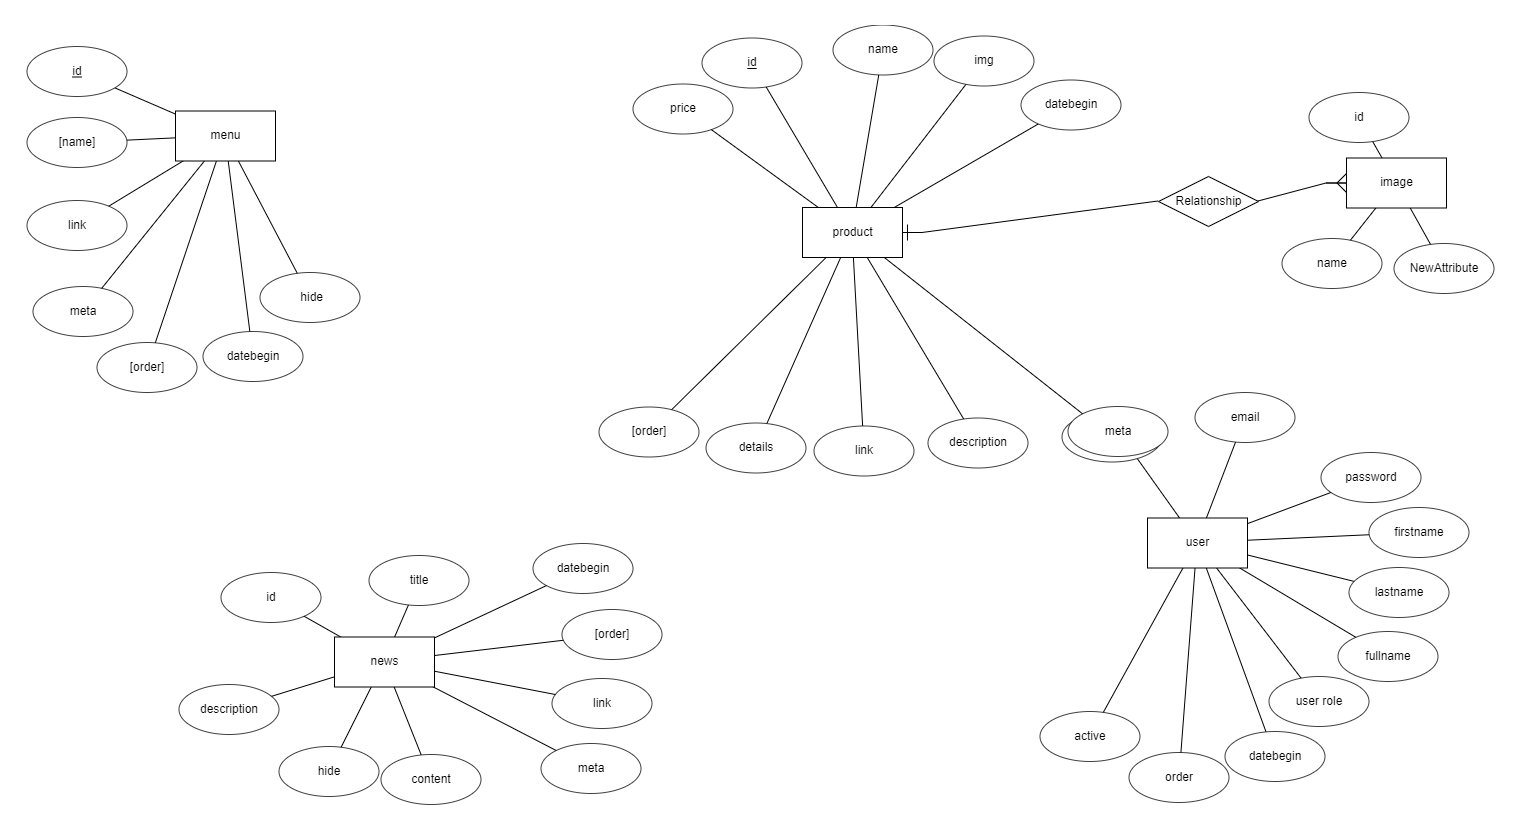 id
[name]
menu
link
meta
[order]
datebegin
hide
price
id
name
img
datebegin
product
Relationship
id
image
name
NewAttribute
[order]
details
link
description
meta
email
password
firstname
user
lastname
fullname
user role
datebegin
order
active
id
title
datebegin
[order]
news
link
description
hide
content
meta